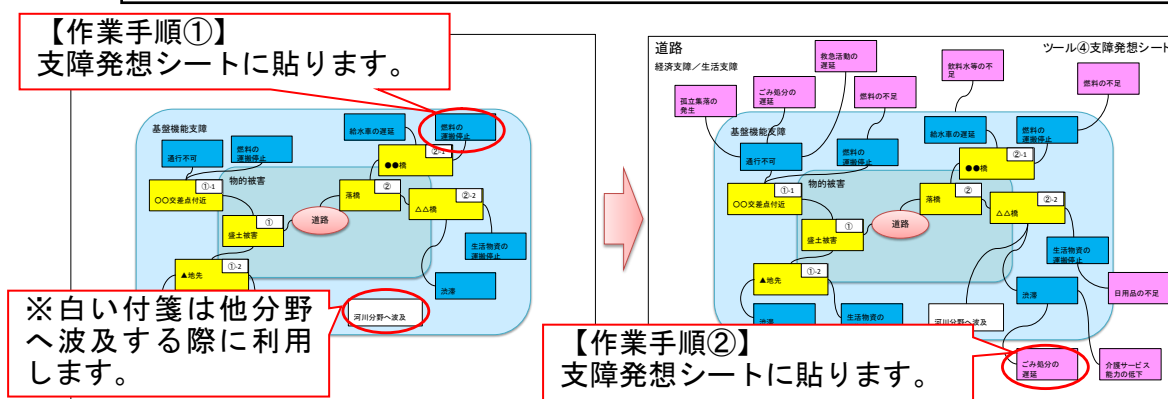 【作業手順①】
支障発想シートに貼ります。
基盤機能支障
給水車の遅延
燃料の
運搬停止
通行不可
燃料の
運搬停止
②-1
●●橋
物的被害
①-1
〇〇交差点付近
②
落橋
②-2
△△橋
①
盛土被害
道路
①-2
▲地先
生活物資の
運搬停止
渋滞
河川分野へ波及
※白い付箋は他分野
へ波及する際に利用
します。
道路
ツール④支障発想シート
経済支障／生活支障
救急活動の
遅延
飲料水等の不
足
ごみ処分の
遅延
燃料の不足
燃料の不足
孤立集落の
発生
基盤機能支障
給水車の遅延
燃料の
運搬停止
通行不可
燃料の
運搬停止
②-1
●●橋
物的被害
①-1
〇〇交差点付近
②
落橋
②-2
△△橋
①
盛土被害
道路
①-2
▲地先
生活物資の
運搬停止
渋滞
日用品の不足
渋滞
生活物資の
河川分野へ波及
【作業手順②】
支障発想シートに貼ります。
ごみ処分の
遅延
介護サービス
能力の低下